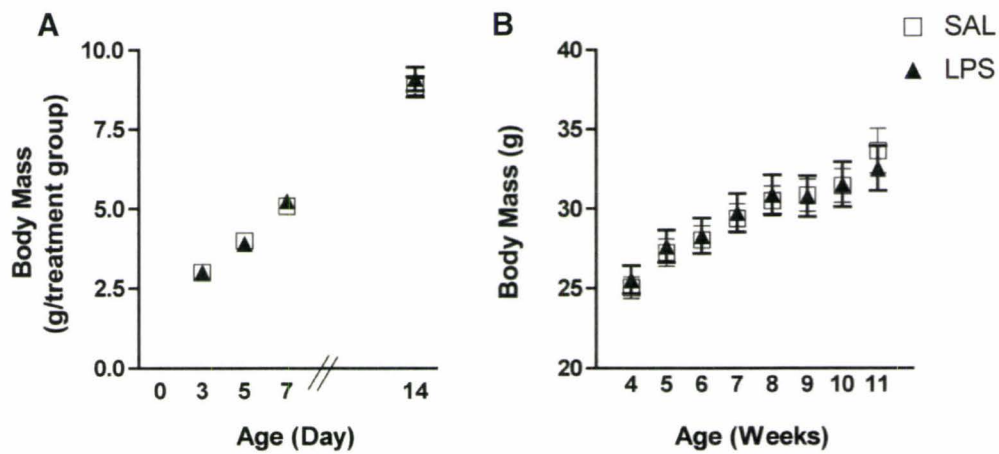 A
Body Mass
(g/treatment group)
10.0
7.5
5.0
2.5
0.0
0 3 5 7 14
Age (Day)
B
SAL
LPS
Body Mass (g)
40
35
30
25
20
4 5 6 7 8 9 10 11
Age (Weeks)